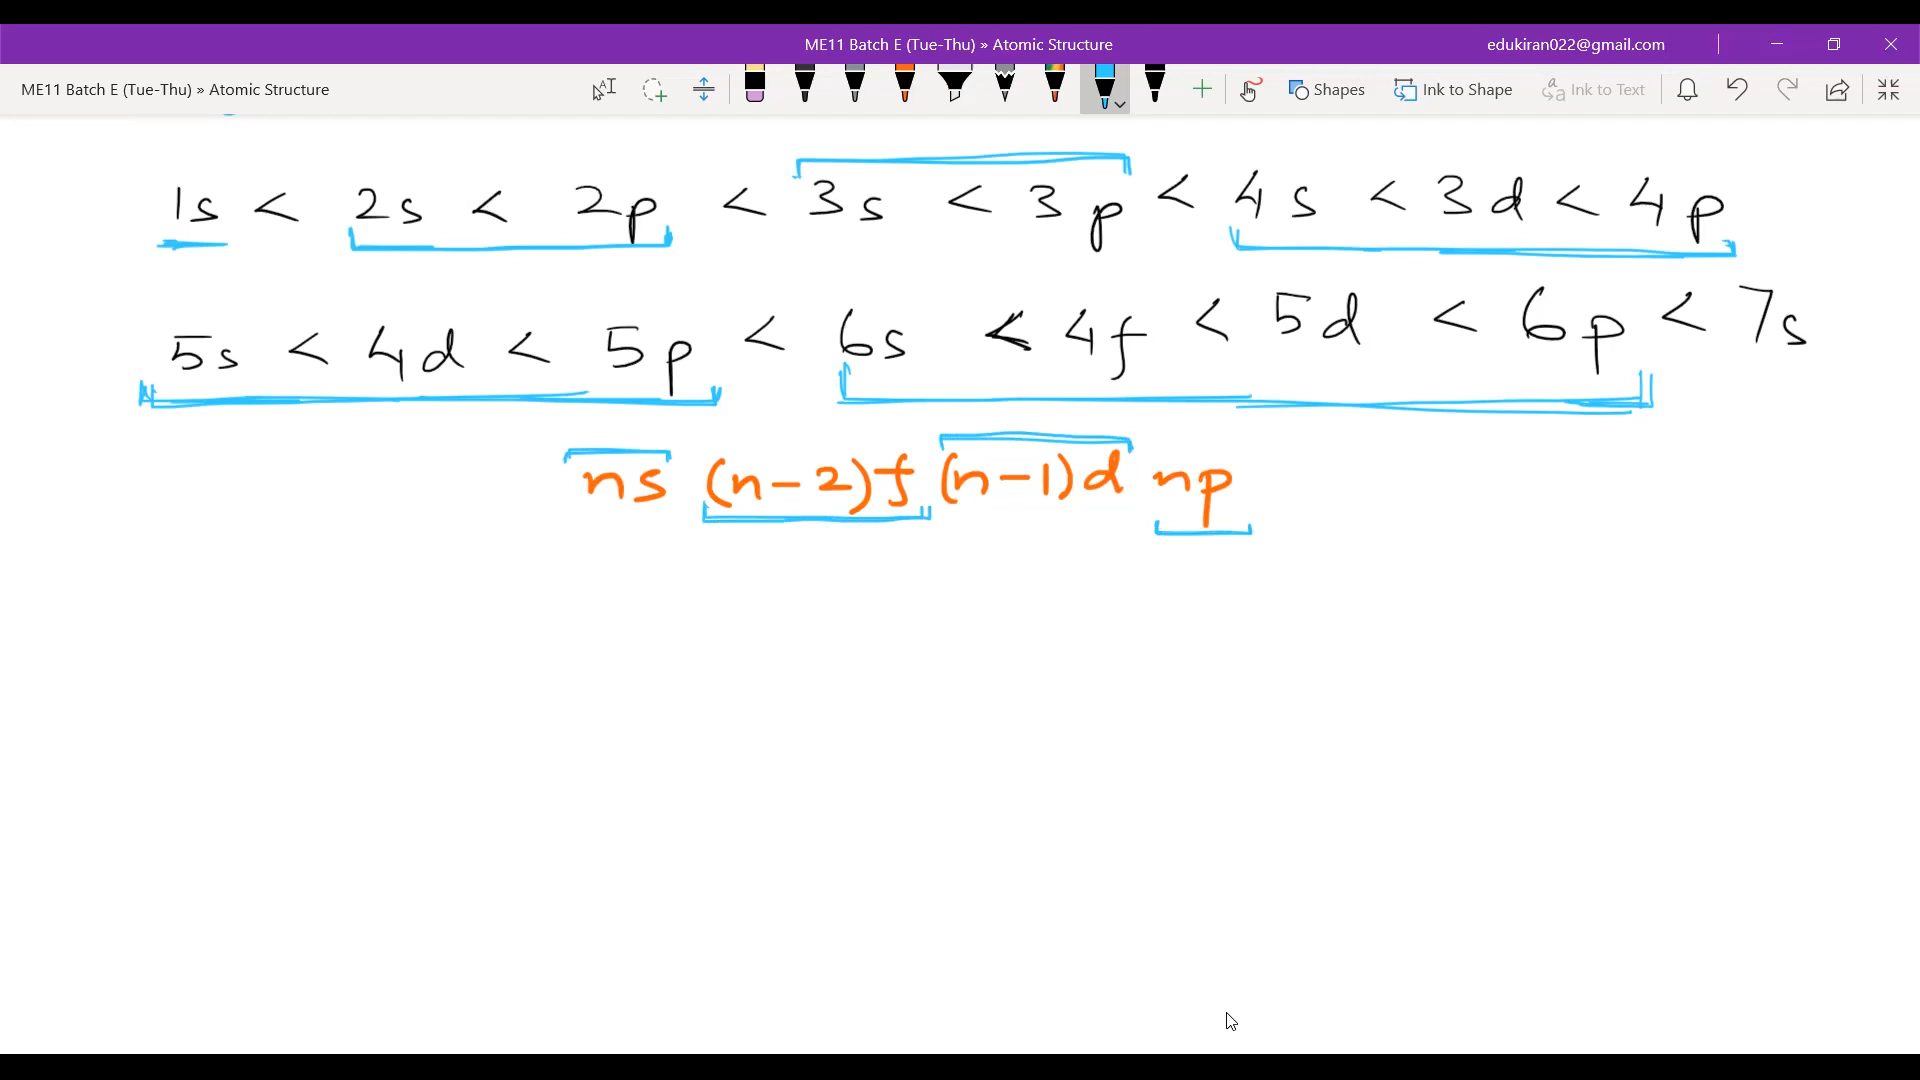 ME11 Batch E (Tue-Thu) » Atomic Structure
edukiran022@gmail.com
ME11 Batch E (Tue-Thu) » Atomic Structure
Shapes
Ink to Shape
Ink to Text
1s < 2s < 2p < 3s < 3p < 4s < 3d < 4p
5s < 4d < 5p < 6s < 4f < 5d < 6p < 7s
ns (n-2)f (n-1)d np